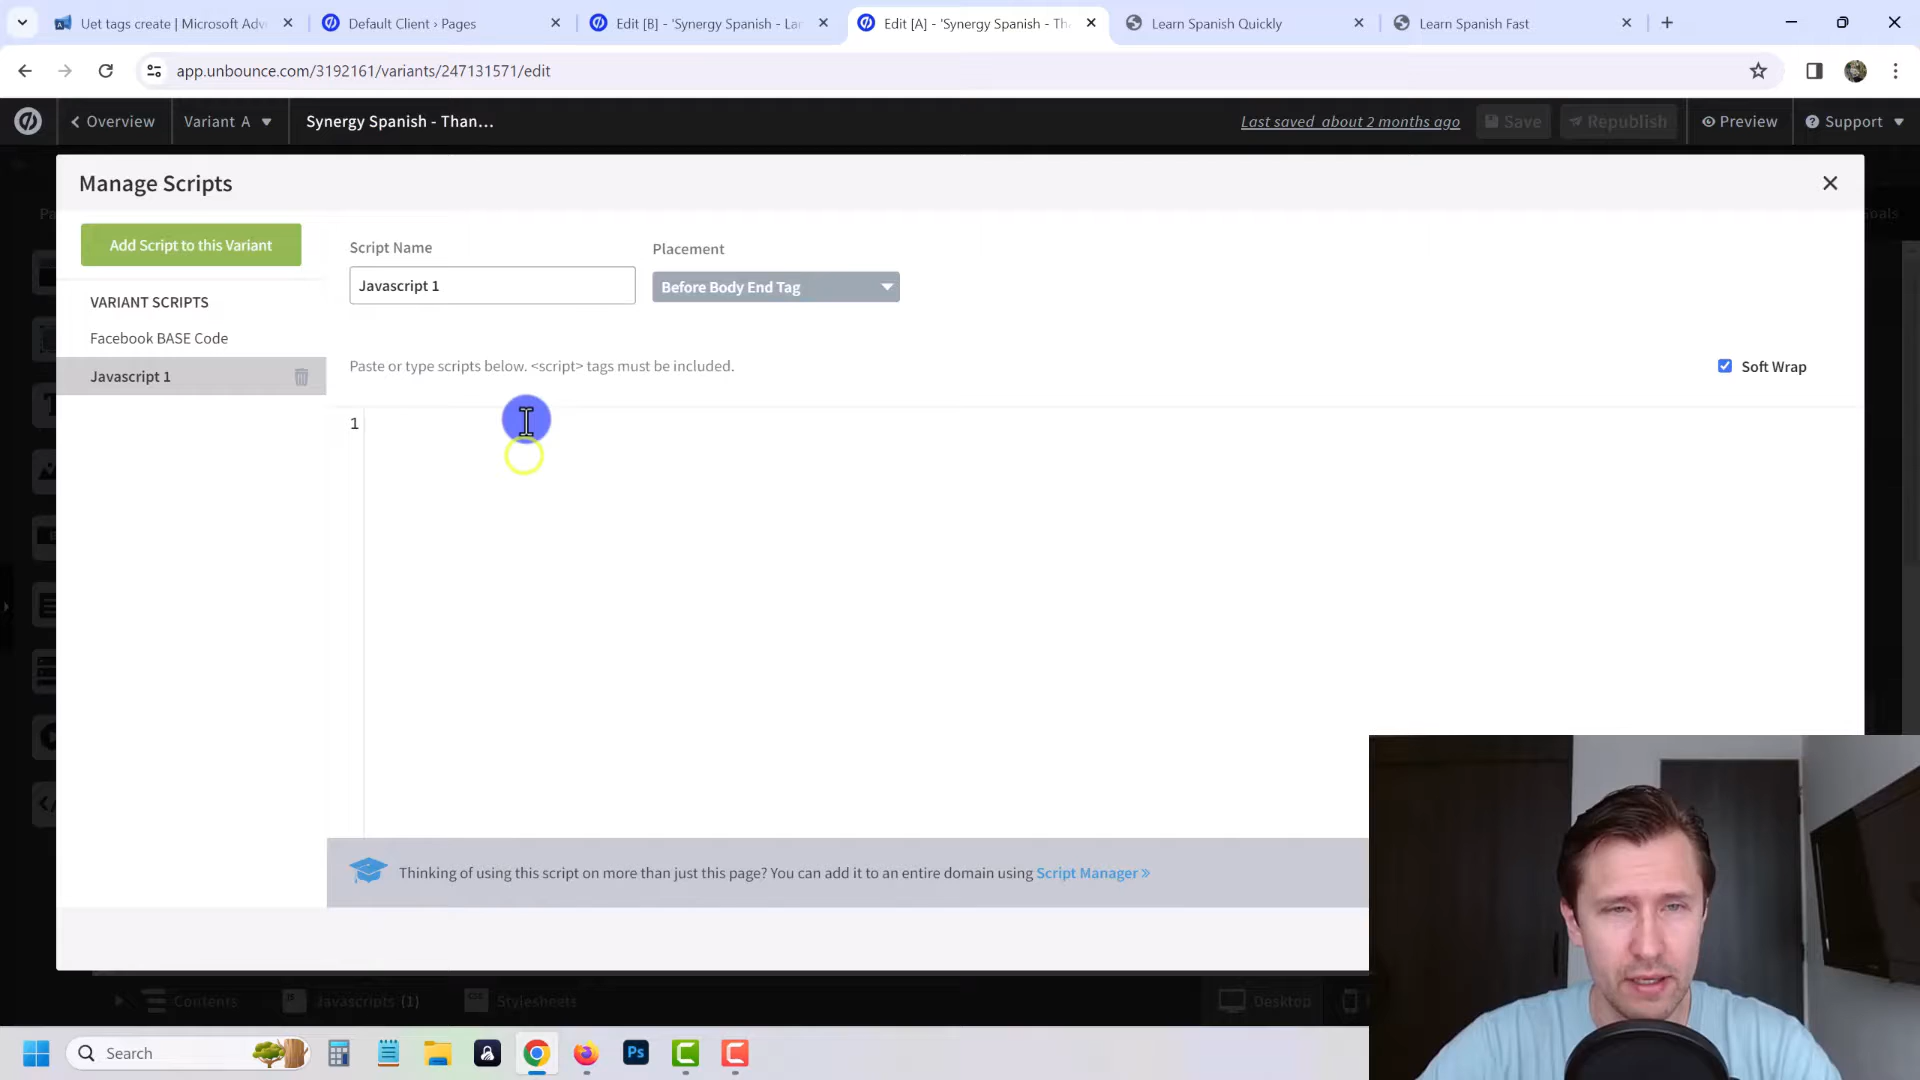 Uet tags create | Microsoft Adv
Default Client › Pages
Edit [B] - 'Synergy Spanish - Lan
Edit [A] - 'Synergy Spanish - Tha
Learn Spanish Quickly
Learn Spanish Fast
app.unbounce.com/3192161/variants/247131571/edit
Overview
Variant A
Synergy Spanish - Than...
Last saved about 2 months ago
Save
Republish
Preview
Support
Manage Scripts
Add Script to this Variant
Script Name
Placement
Javascript 1
Before Body End Tag
VARIANT SCRIPTS
Facebook BASE Code
Javascript 1
Paste or type scripts below. <script> tags must be included.
Soft Wrap
1
Thinking of using this script on more than just this page? You can add it to an entire domain using Script Manager »
Contents
Javascripts (1)
Stylesheets
Desktop
Search
Ps